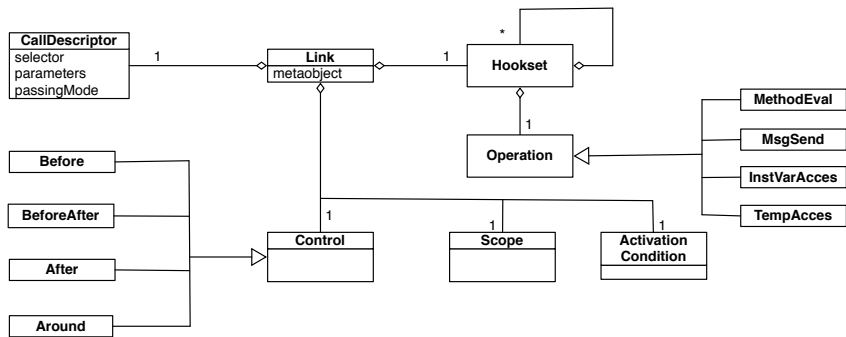 CallDescriptor
selector
parameters
passingMode
1
Link
metaobject
1
*
Hookset
1
Operation
MethodEval
MsgSend
InstVarAcces
TempAcces
Before
BeforeAfter
After
Around
1
Control
1
Scope
1
Activation
Condition